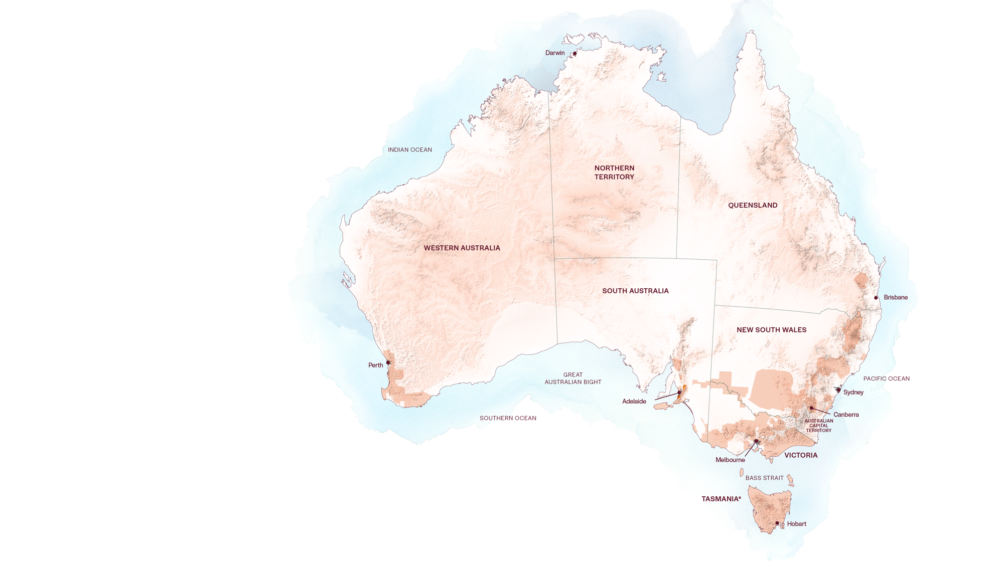 Darwin
INDIAN OCEAN
NORTHERN
TERRITORY
QUEENSLAND
WESTERN AUSTRALIA
SOUTH AUSTRALIA
Brisbane
NEW SOUTH WALES
Perth
GREAT
AUSTRALIAN BIGHT
PACIFIC OCEAN
Sydney
Adelaide
SOUTHERN OCEAN
Canberra
AUSTRALIAN
CAPITAL
TERRITORY
VICTORIA
Melbourne
BASS STRAIT
TASMANIA*
Hobart